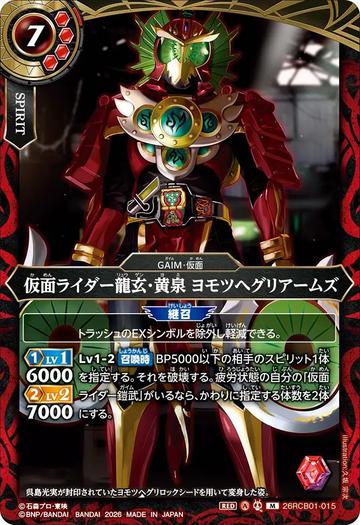 7
SPIRIT
GAIM・仮面
仮面ライダー龍玄・黄泉 ヨモツヘグリアームズ
継召
トラッシュのEXシンボルを除外し軽減できる。
1 LV1 6000
2 LV2 7000
Lv1-2 召喚時 BP5000以下の相手のスピリット1体
を指定する。それを破壊する。疲労状態の自分の「仮面
ライダー鎧武」がいるなら、かわりに指定する体数を2体
にする。
呉島光実が封印されていたヨモツヘグリロックシードを用いて変身した姿。
©石森プロ・東映
©BNP/BANDAI, BANDAI 2026 MADE IN JAPAN
RED A M 26RCB01-015